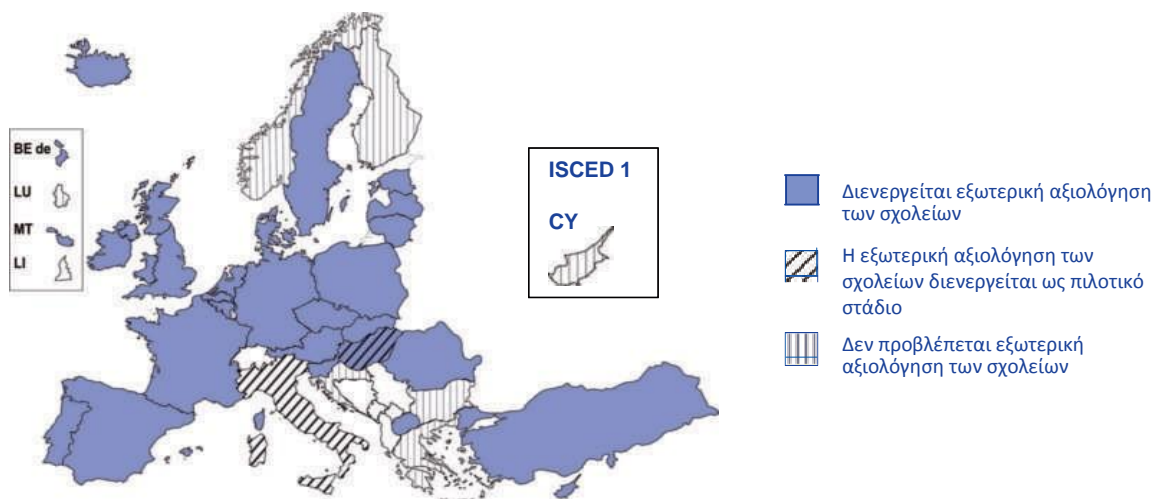 BE de
LU
MT
LI
ISCED 1
CY
Διενεργείται εξωτερική αξιολόγηση
των σχολείων
Η εξωτερική αξιολόγηση των
σχολείων διενεργείται ως πιλοτικό
στάδιο
Δεν προβλέπεται εξωτερική
αξιολόγηση των σχολείων